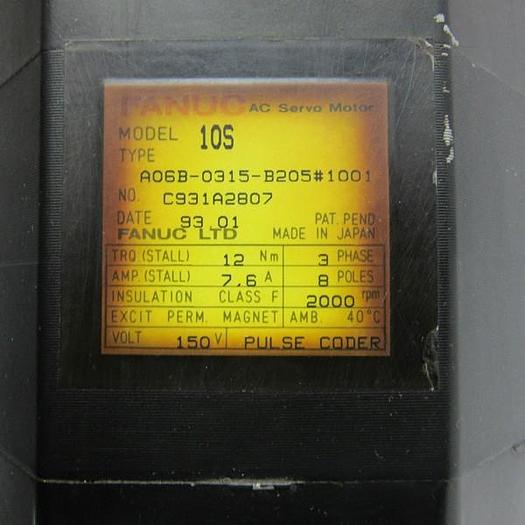 FANUC AC Servo Motor
MODEL 10S
TYPE
A06B-0315-B205#1001
NO. C931A2807
DATE 93.01 PAT. PEND
FANUC LTD MADE IN JAPAN
TRQ (STALL) 12 Nm 3 PHASE
AMP. (STALL) 7.6 A 8 POLES
INSULATION CLASS F 2000 rpm
EXCIT PERM. MAGNET AMB. 40°C
VOLT 150 V PULSE CODER